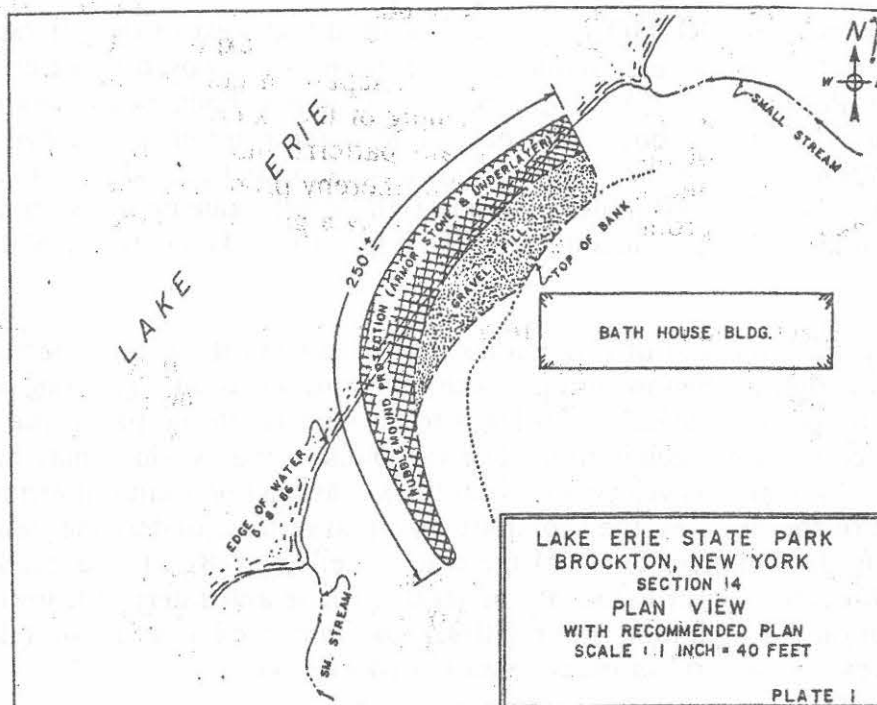 N
W
LAKE ERIE
SMALL STREAM
250'±
RUBBLEMOUND PROJECTION (ARMOR STONE & UNDERLAYER)
GRAVEL FILL
TOP OF BANK
BATH HOUSE BLDG.
EDGE OF WATER
SM. STREAM
LAKE ERIE STATE PARK
BROCKTON, NEW YORK
SECTION 14
PLAN VIEW
WITH RECOMMENDED PLAN
SCALE : 1 INCH = 40 FEET
PLATE 1